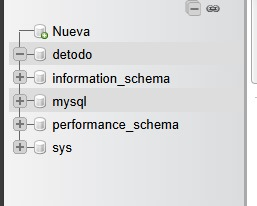 Nueva
detodo
information_schema
mysql
performance_schema
sys